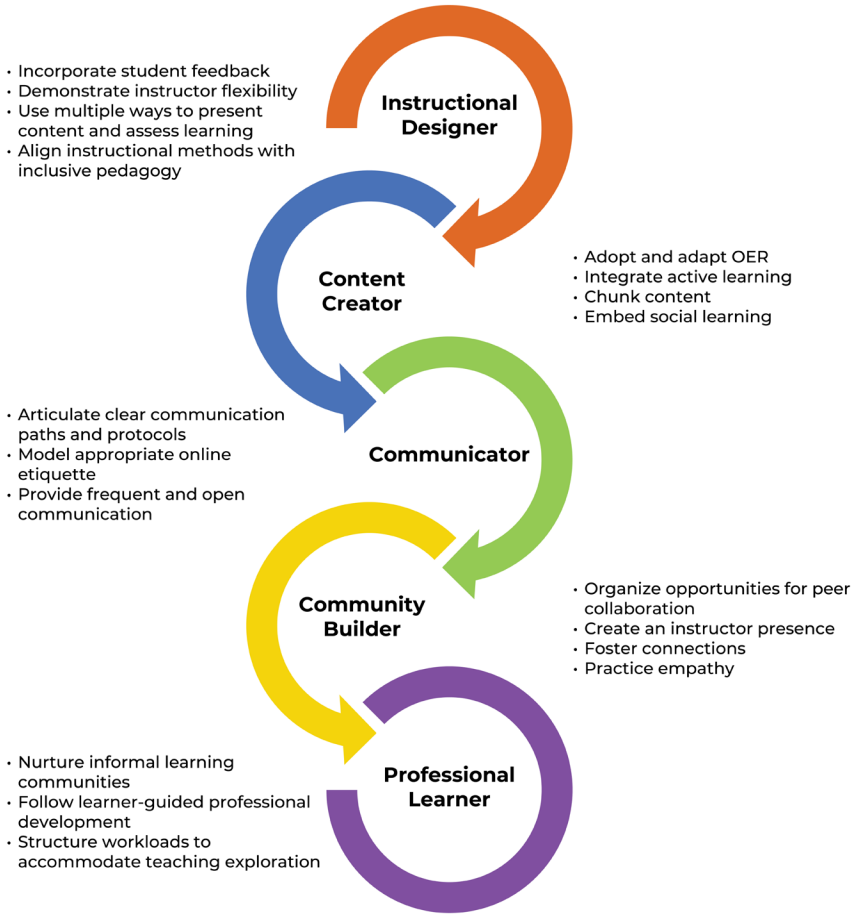 Instructional
Designer
• Incorporate student feedback
• Demonstrate instructor flexibility
• Use multiple ways to present
content and assess learning
• Align instructional methods with
inclusive pedagogy
Content
Creator
• Adopt and adapt OER
• Integrate active learning
• Chunk content
• Embed social learning
Communicator
• Articulate clear communication
paths and protocols
• Model appropriate online
etiquette
• Provide frequent and open
communication
Community
Builder
• Organize opportunities for peer
collaboration
• Create an instructor presence
• Foster connections
• Practice empathy
Professional
Learner
• Nurture informal learning
communities
• Follow learner-guided professional
development
• Structure workloads to
accommodate teaching exploration